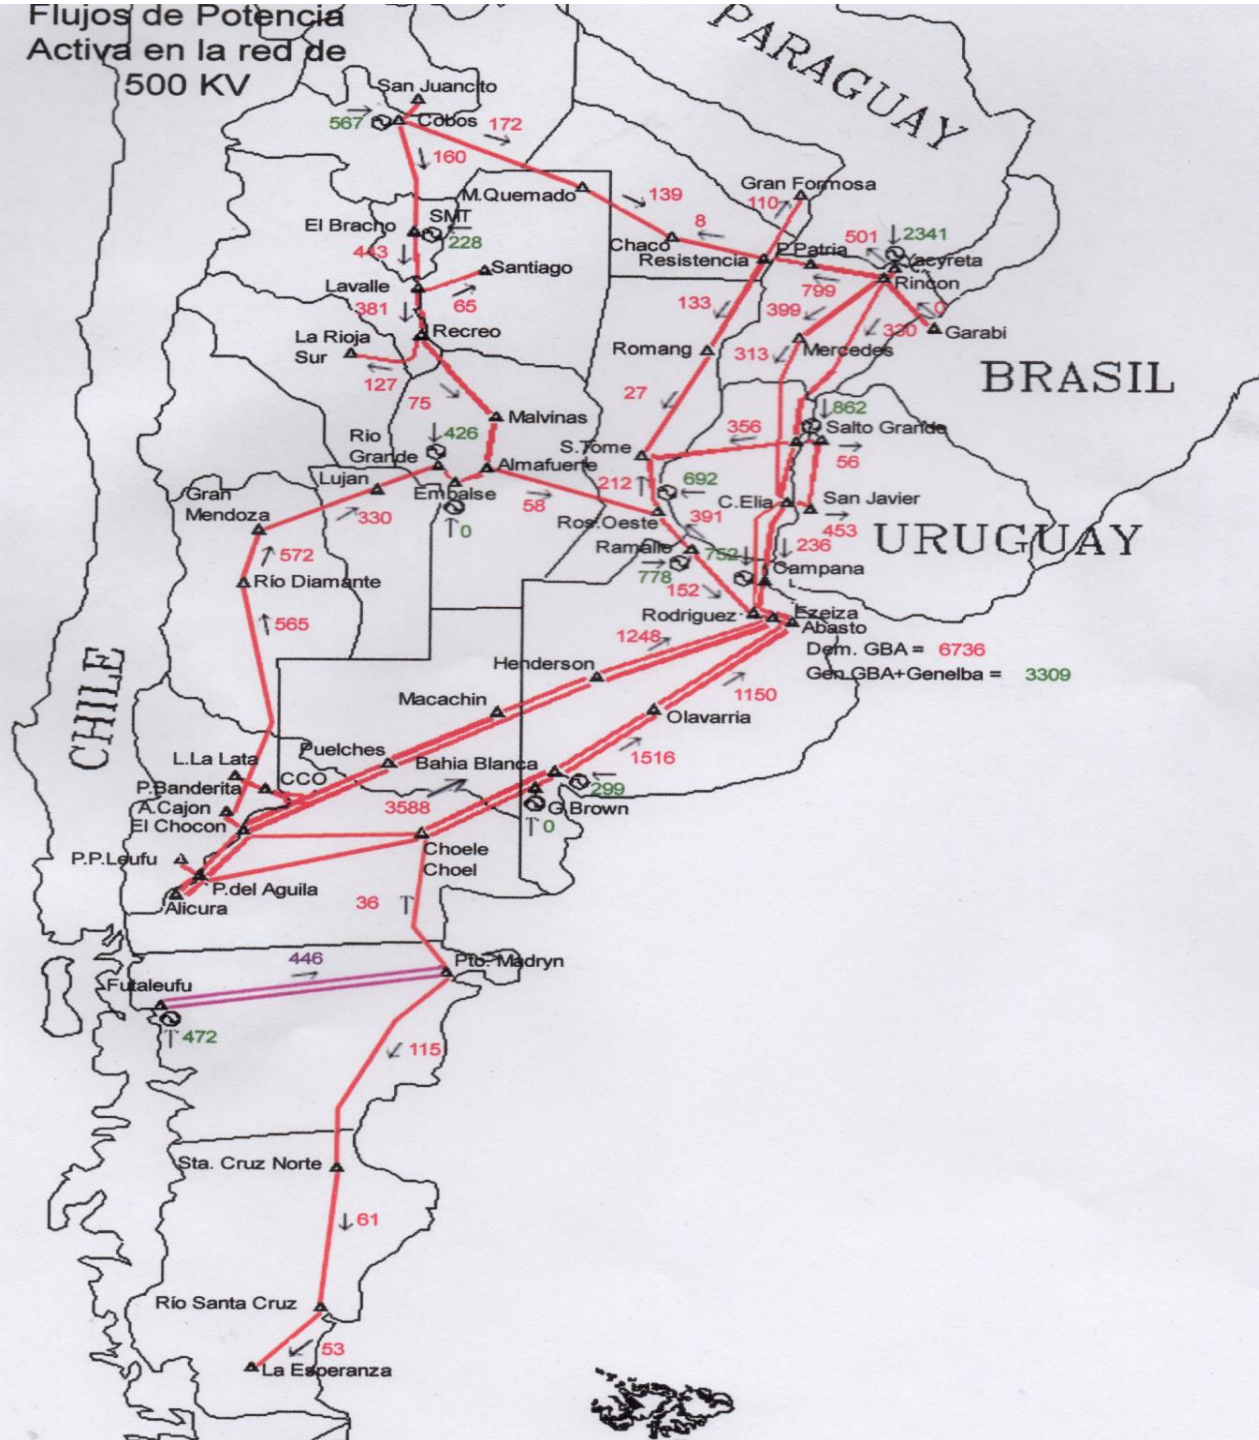 Flujos de Potencia
Activa en la red de
500 KV
PARAGUAY
San Juancito
567
Cobos
172
160
M.Quemado
139
Gran Formosa
110
El Bracho
SMT
228
443
Chaco
8
Resistencia
P.Patria
501
2341
Yacyreta
Rincon
799
Santiago
Lavalle
65
381
Recreo
La Rioja
Sur
127
75
133
399
330
0
Garabi
Romang
313
Mercedes
BRASIL
27
Malvinas
Rio
Grande
426
356
862
Salto Grande
56
S.Tome
Almafuerte
Lujan
Embalse
212
692
C.Elia
San Javier
453
Gran
Mendoza
330
0
58
Ros.Oeste
391
URUGUAY
572
Ramallo
752
236
778
Campana
Río Diamante
152
565
Rodriguez
Ezeiza
Abasto
1248
Dem. GBA = 6736
Gen GBA+Genelba = 3309
CHILE
Henderson
1150
Macachin
Olavarria
Puelches
1516
L.La Lata
CCO
Bahia Blanca
299
P.Banderita
A.Cajon
3588
G.Brown
El Chocon
0
Choele
Choel
P.P.Leufu
P.del Aguila
Alicura
36
446
Pto. Madryn
Futaleufu
472
115
Sta. Cruz Norte
61
Río Santa Cruz
53
La Esperanza